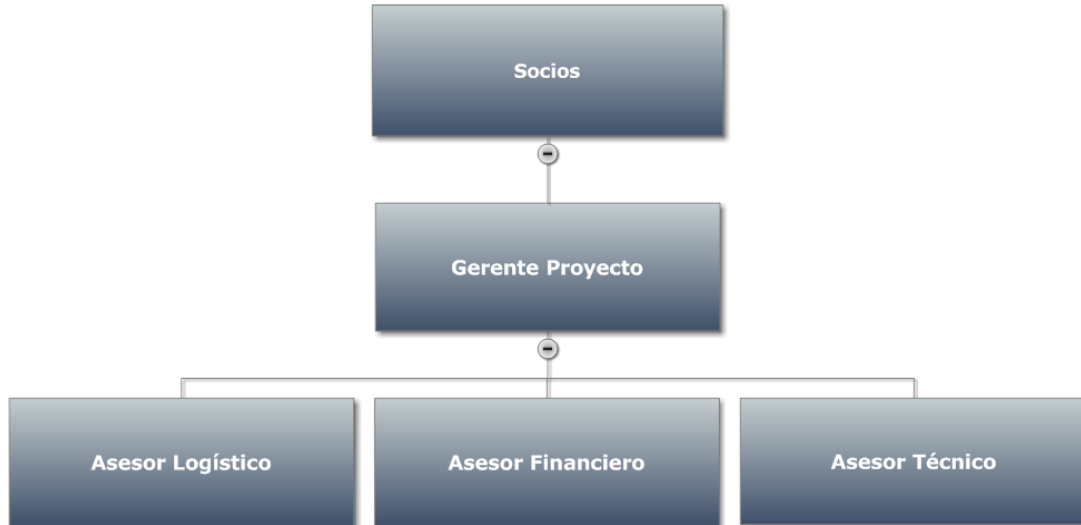 Socios
Gerente Proyecto
Asesor Logístico
Asesor Financiero
Asesor Técnico